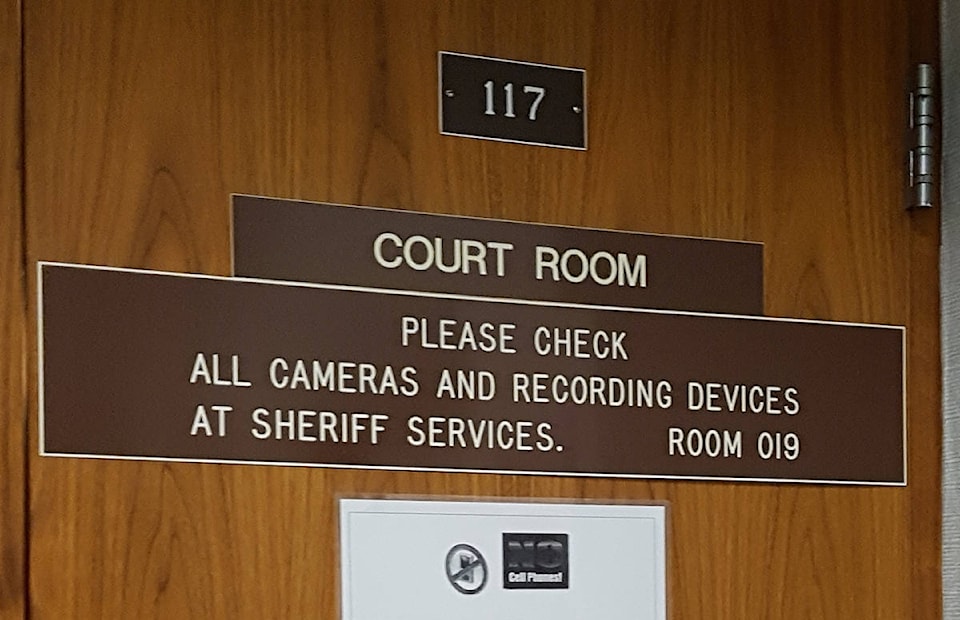 117
COURT ROOM
PLEASE CHECK
ALL CAMERAS AND RECORDING DEVICES
AT SHERIFF SERVICES. ROOM 019
NO
Cell Phones!